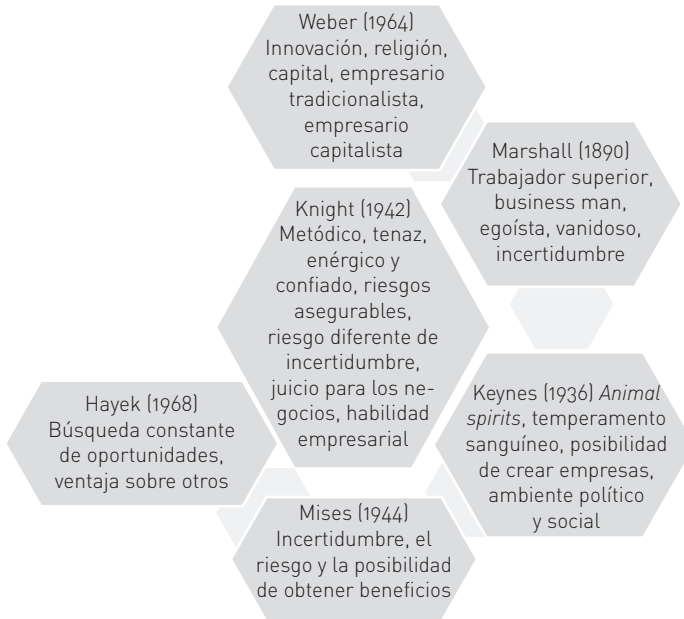 Weber (1964)
Innovación, religión,
capital, empresario
tradicionalista,
empresario
capitalista
Marshall (1890)
Trabajador superior,
business man,
egoísta, vanidoso,
incertidumbre
Knight (1942)
Metódico, tenaz,
enérgico y
confiado, riesgos
asegurables,
riesgo diferente de
incertidumbre,
juicio para los ne-
gocios, habilidad
empresarial
Keynes (1936) Animal
spirits, temperamento
sanguíneo, posibilidad
de crear empresas,
ambiente político
y social
Hayek (1968)
Búsqueda constante
de oportunidades,
ventaja sobre otros
Mises (1944)
Incertidumbre, el
riesgo y la posibilidad
de obtener beneficios